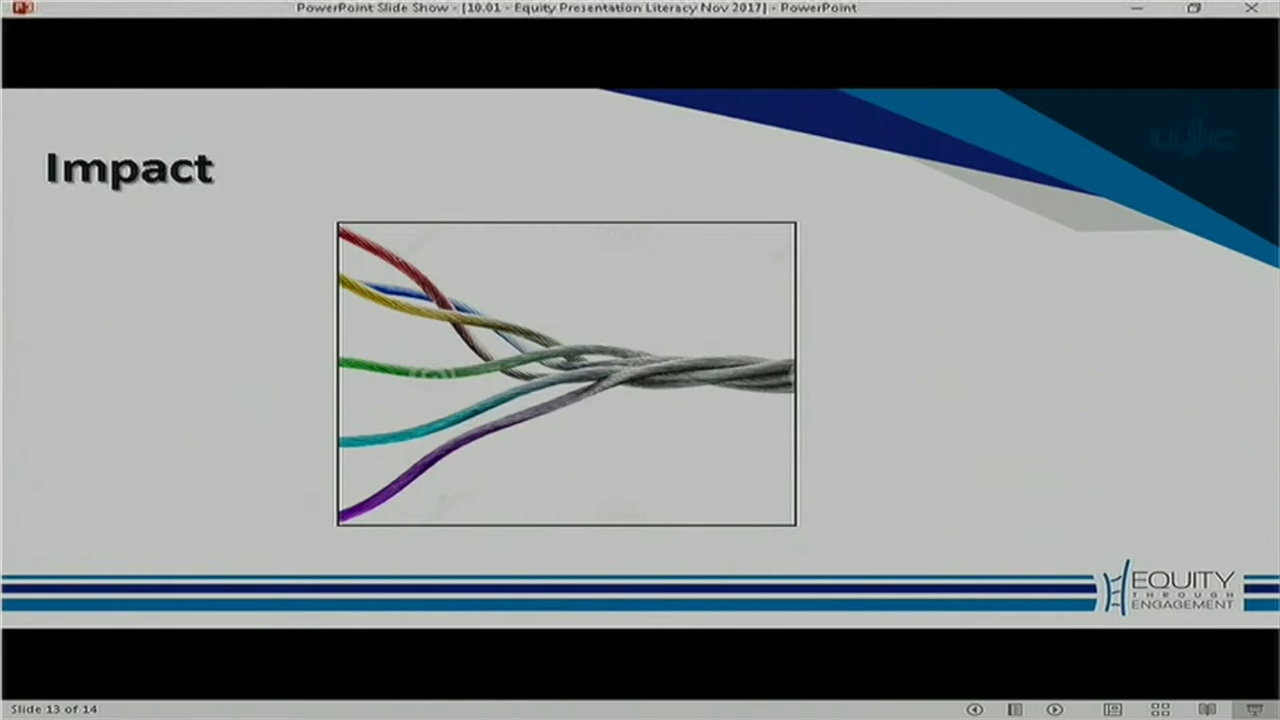 PowerPoint Slide Show - [10.01 - Equity Presentation Literacy Nov 2017] - PowerPoint
Impact
EQUITY
THROUGH
ENGAGEMENT
Slide 13 of 14